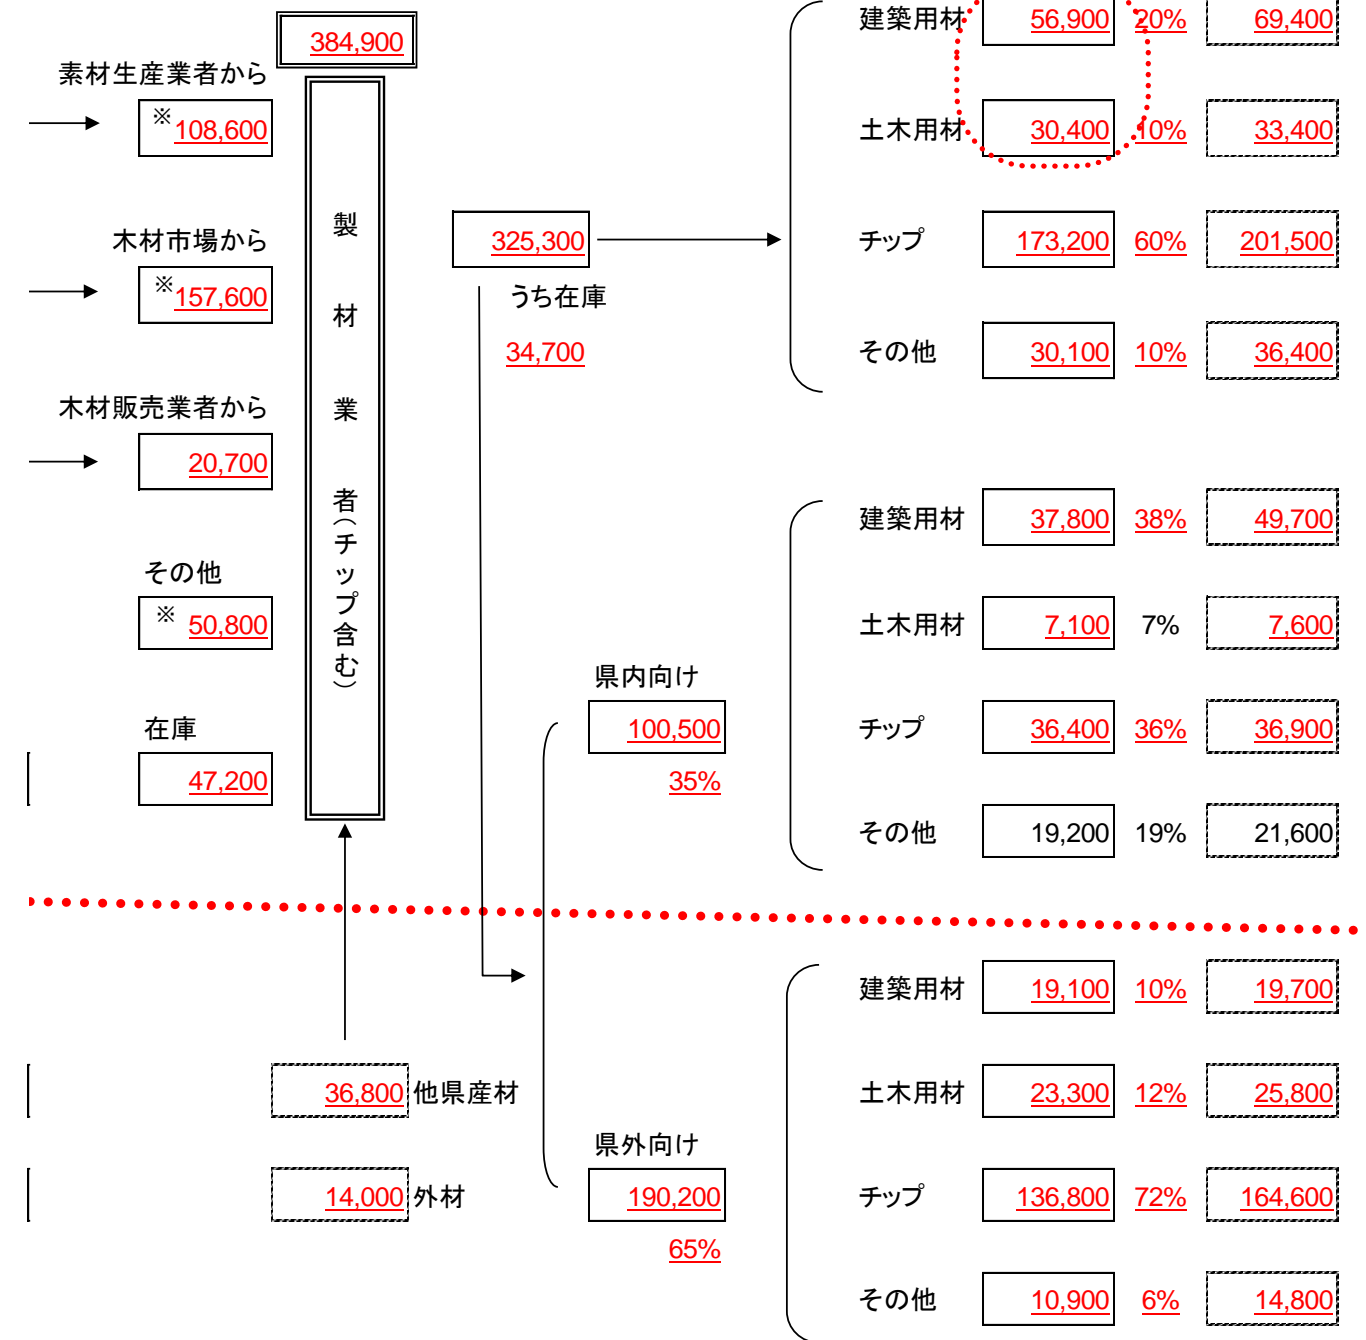 384,900
素材生産業者から
※108,600
木材市場から
※157,600
木材販売業者から
20,700
その他
※ 50,800
在庫
47,200
製材業者（チップ含む）
36,800 他県産材
14,000 外材
325,300
うち在庫
34,700
県内向け
100,500
35%
県外向け
190,200
65%
建築用材 56,900 20% 69,400
土木用材 30,400 10% 33,400
チップ 173,200 60% 201,500
その他 30,100 10% 36,400
建築用材 37,800 38% 49,700
土木用材 7,100 7% 7,600
チップ 36,400 36% 36,900
その他 19,200 19% 21,600
建築用材 19,100 10% 19,700
土木用材 23,300 12% 25,800
チップ 136,800 72% 164,600
その他 10,900 6% 14,800